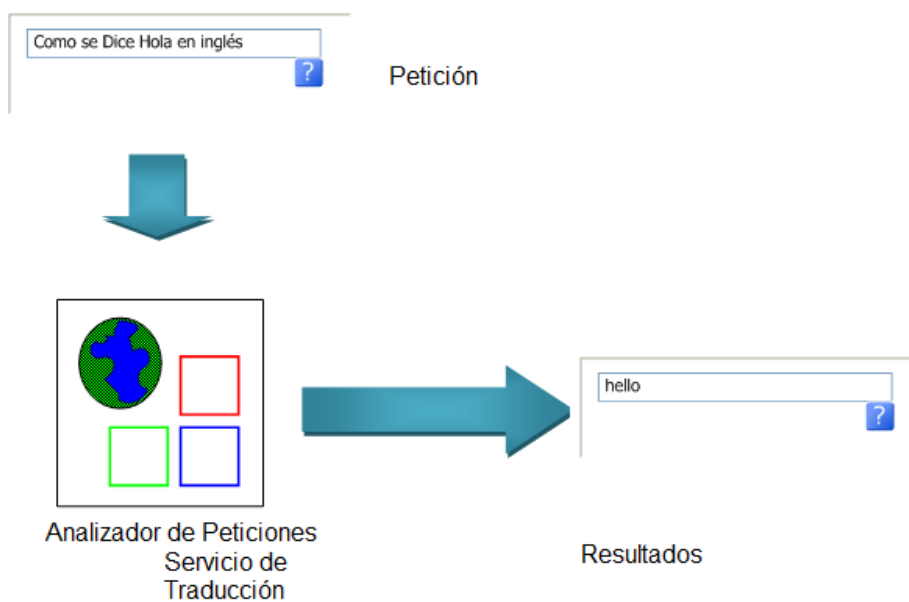 Como se Dice Hola en inglés
?
Petición
hello
?
Analizador de Peticiones
Servicio de
Traducción
Resultados